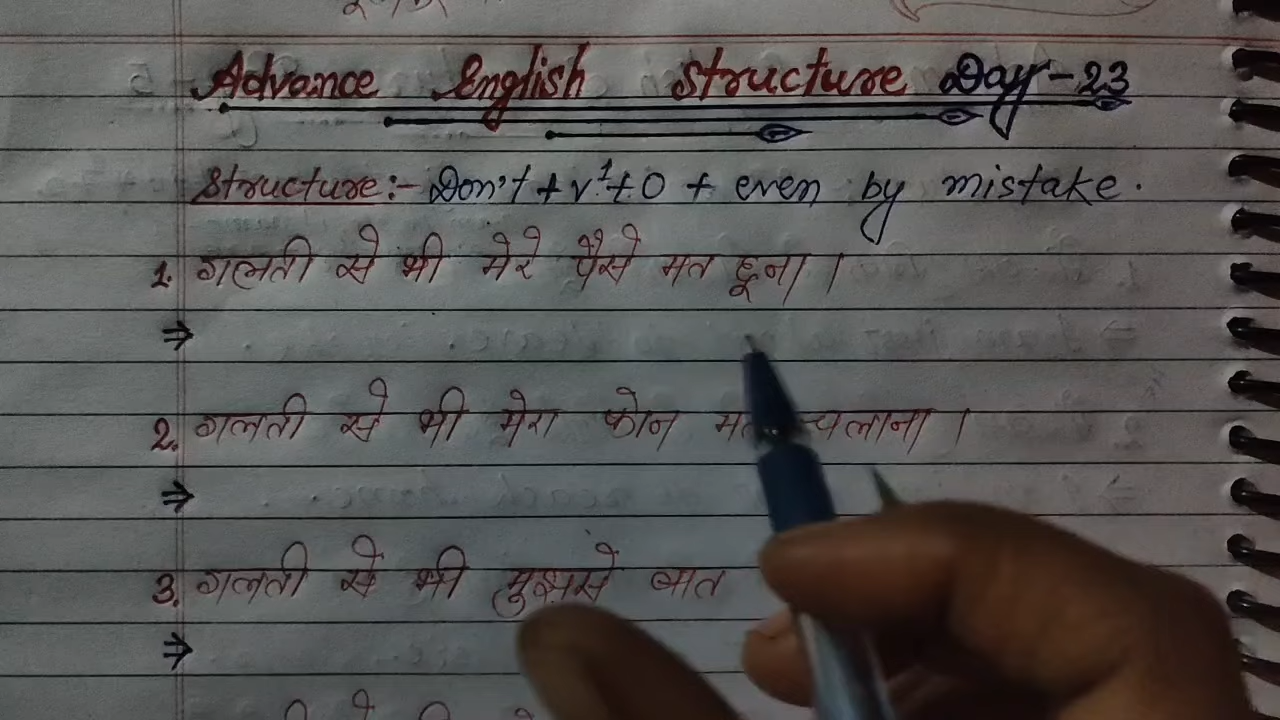 Advance English Structure Day-23
Structure:- Don't + v¹+O + even by mistake.
1. गलती से भी मेरे पैसे मत छूना।
⇒
2. गलती से भी मेरा फोन मत चलाना।
⇒
3. गलती से भी मुझसे बात
⇒